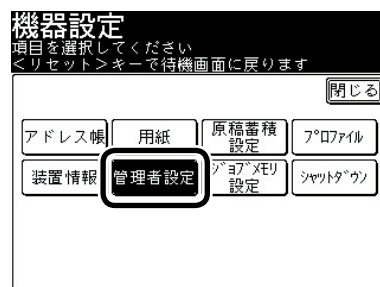 機器設定
項目を選択してください
<リセット>キーで待機画面に戻ります
閉じる
アドレス帳 用紙 原稿蓄積設定 プロファイル
装置情報 管理者設定 ジョブメモリ設定 シャットダウン